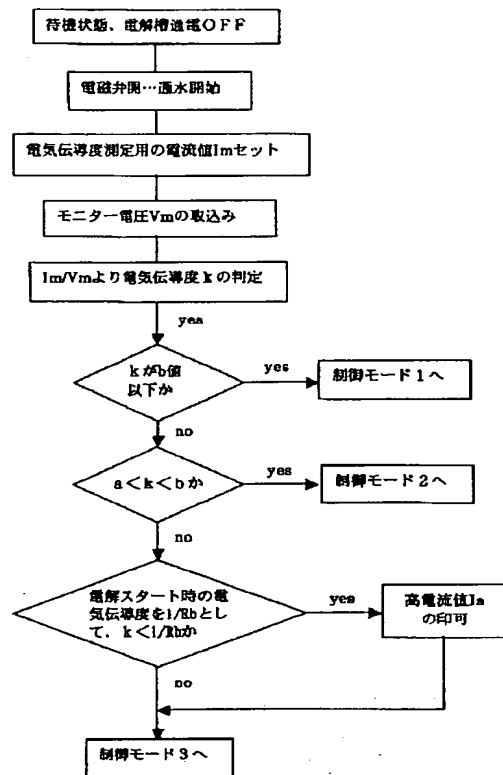 待機状態、電解槽通電OFF
電磁弁開…通水開始
電気伝導度測定用の電流値Imセット
モニター電圧Vmの取込み
Im/Vmより電気伝導度kの判定
yes
kがb値
以下か
yes
制御モード1へ
no
a<k<bか
yes
制御モード2へ
no
電解スタート時の電
気伝導度を1/Rbとし
て、k<1/Rbか
yes
高電流値Ia
の印可
no
制御モード3へ